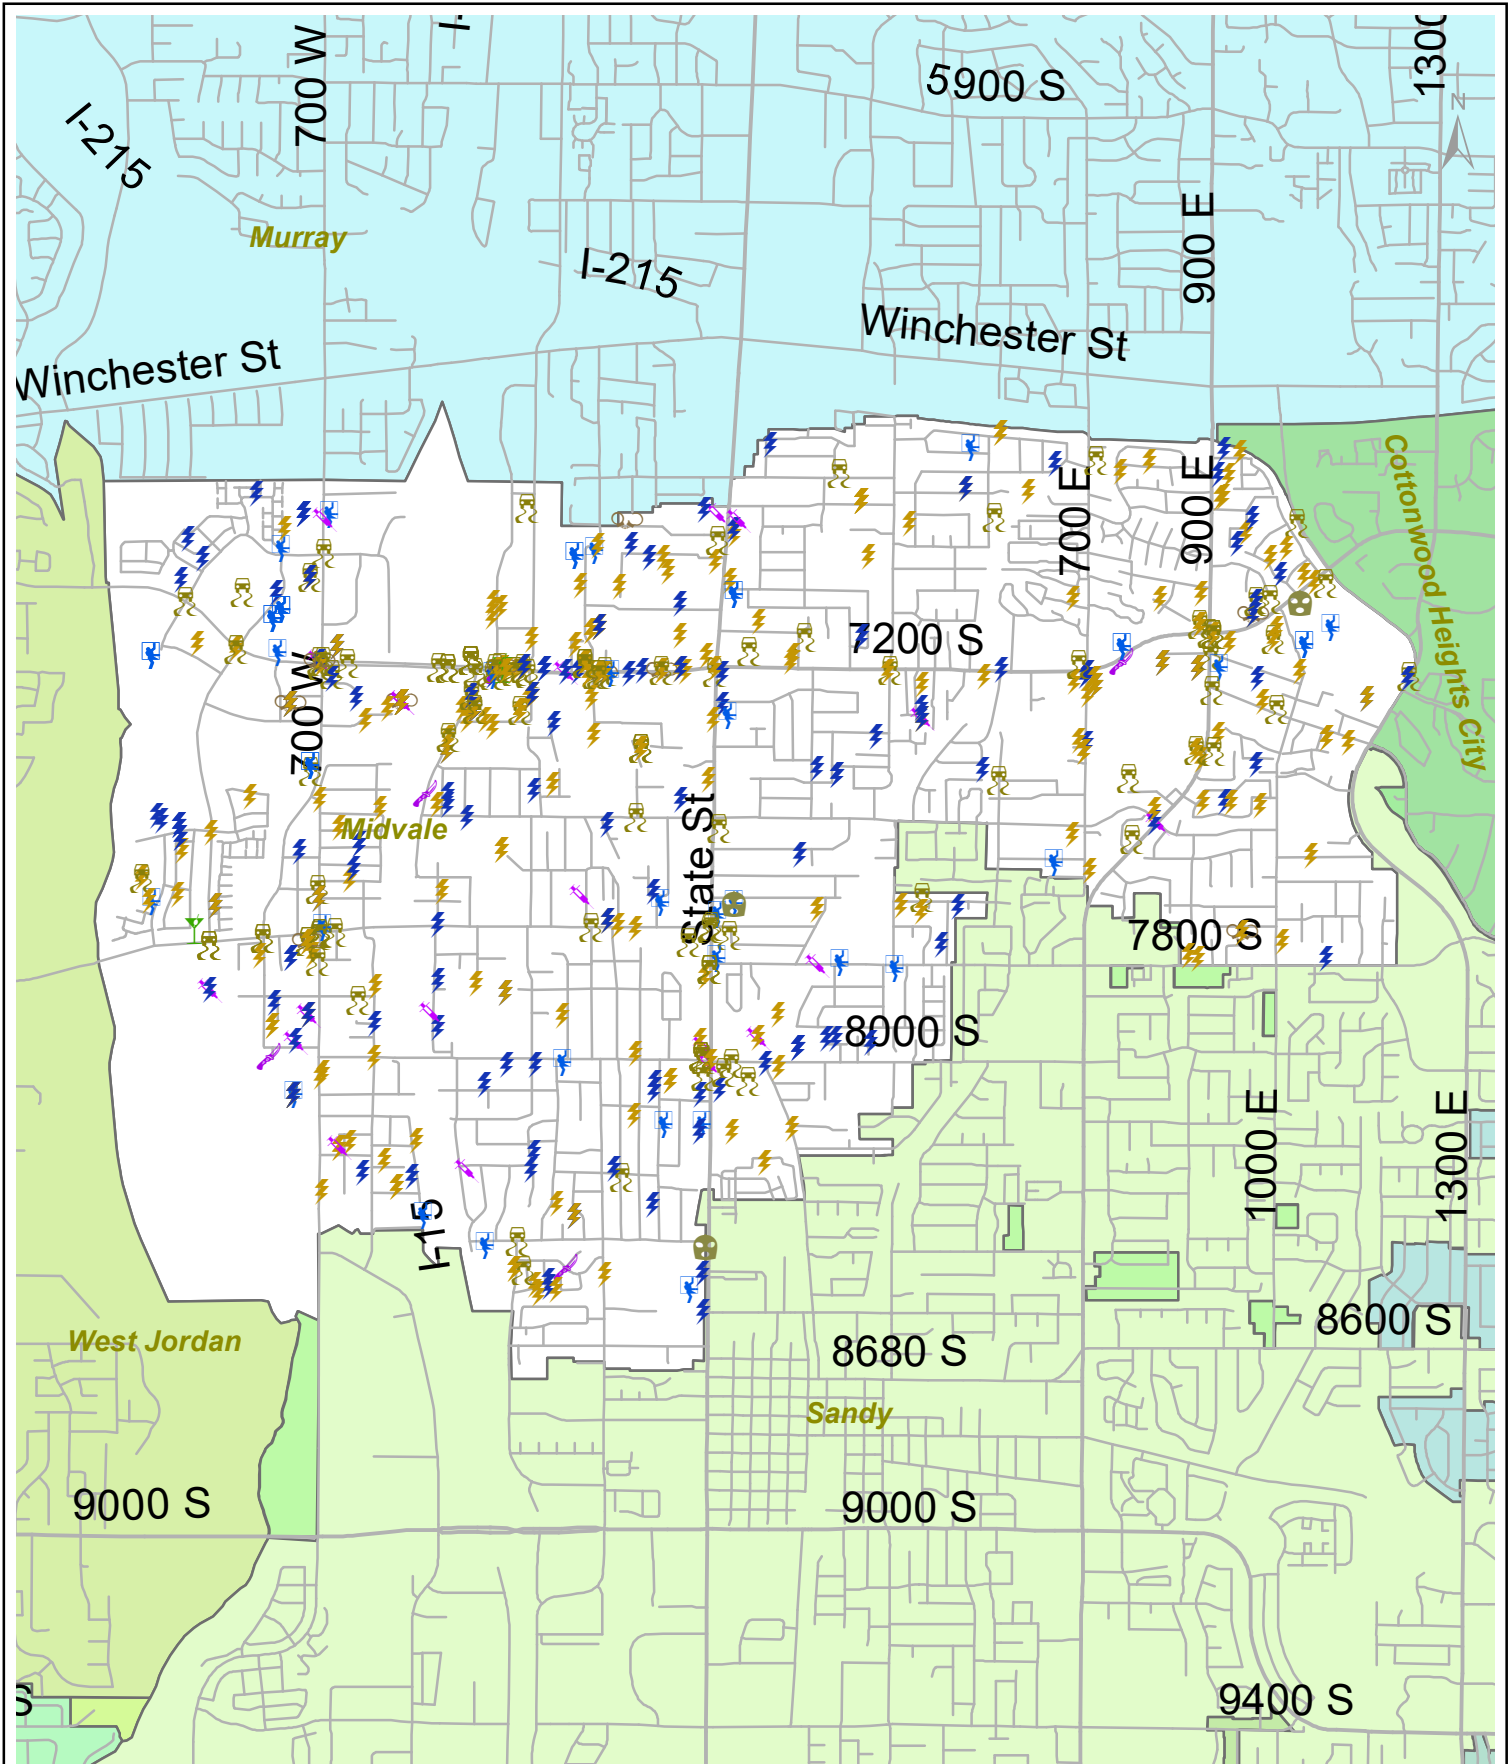 700 W
I-
5900 S
1300
N
I-215
Murray
I-215
900 E
Winchester St
Winchester St
Cottonwood Heights City
700 E
900 E
7200 S
700 W
Midvale
State St
7800 S
8000 S
1000 E
1300 E
I-15
West Jordan
8600 S
8680 S
Sandy
9000 S
9000 S
S
9400 S